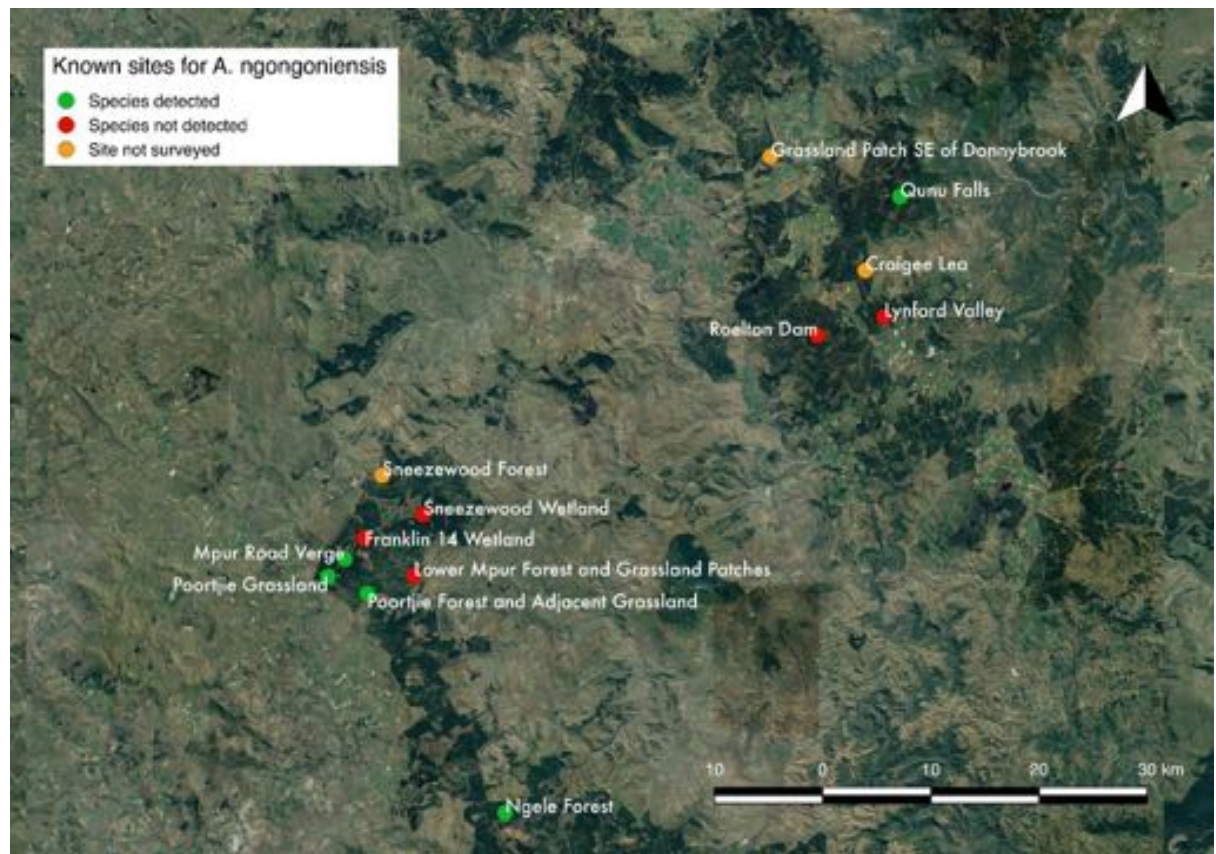 Known sites for A. ngongoniensis
Species detected
Species not detected
Site not surveyed
Grassland Patch SE of Donnybrook
Qunu Falls
Craigee Lea
Lynford Valley
Roelton Dam
Sneezewood Forest
Sneezewood Wetland
Franklin 14 Wetland
Mpur Road Verge
Lower Mpur Forest and Grassland Patches
Poortjie Grassland
Poortjie Forest and Adjacent Grassland
10 0 10 20 30 km
Ngele Forest